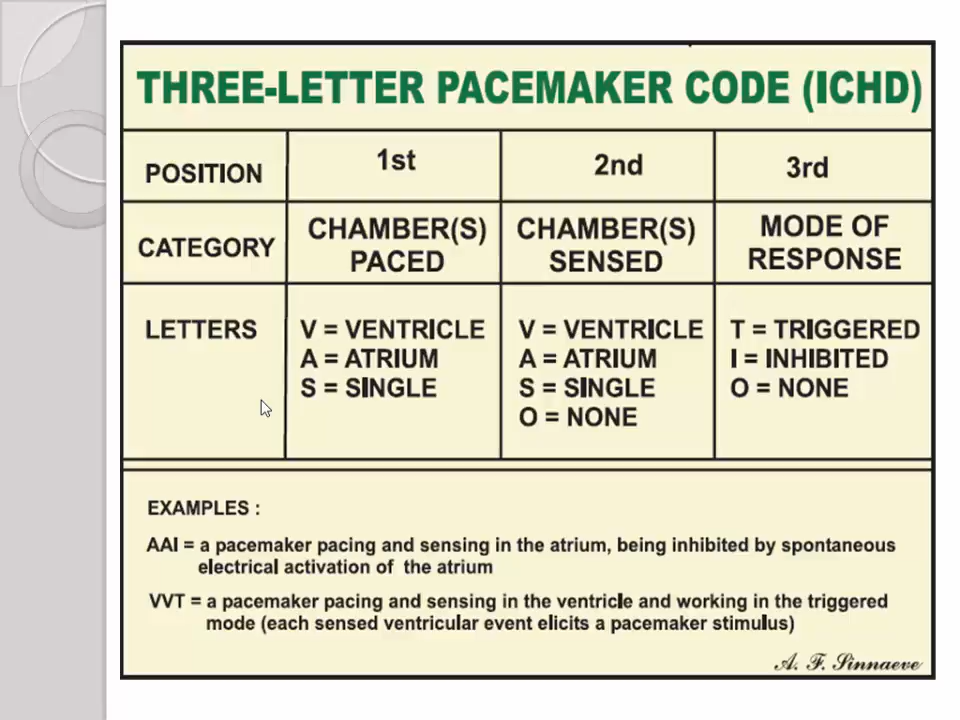 THREE-LETTER PACEMAKER CODE (ICHD)
POSITION 1st 2nd 3rd
CATEGORY CHAMBER(S) PACED CHAMBER(S) SENSED MODE OF RESPONSE
LETTERS V = VENTRICLE V = VENTRICLE T = TRIGGERED
A = ATRIUM A = ATRIUM I = INHIBITED
S = SINGLE S = SINGLE O = NONE
O = NONE
EXAMPLES :
AAI = a pacemaker pacing and sensing in the atrium, being inhibited by spontaneous
electrical activation of the atrium
VVT = a pacemaker pacing and sensing in the ventricle and working in the triggered
mode (each sensed ventricular event elicits a pacemaker stimulus)
A. F. Sinnaeve